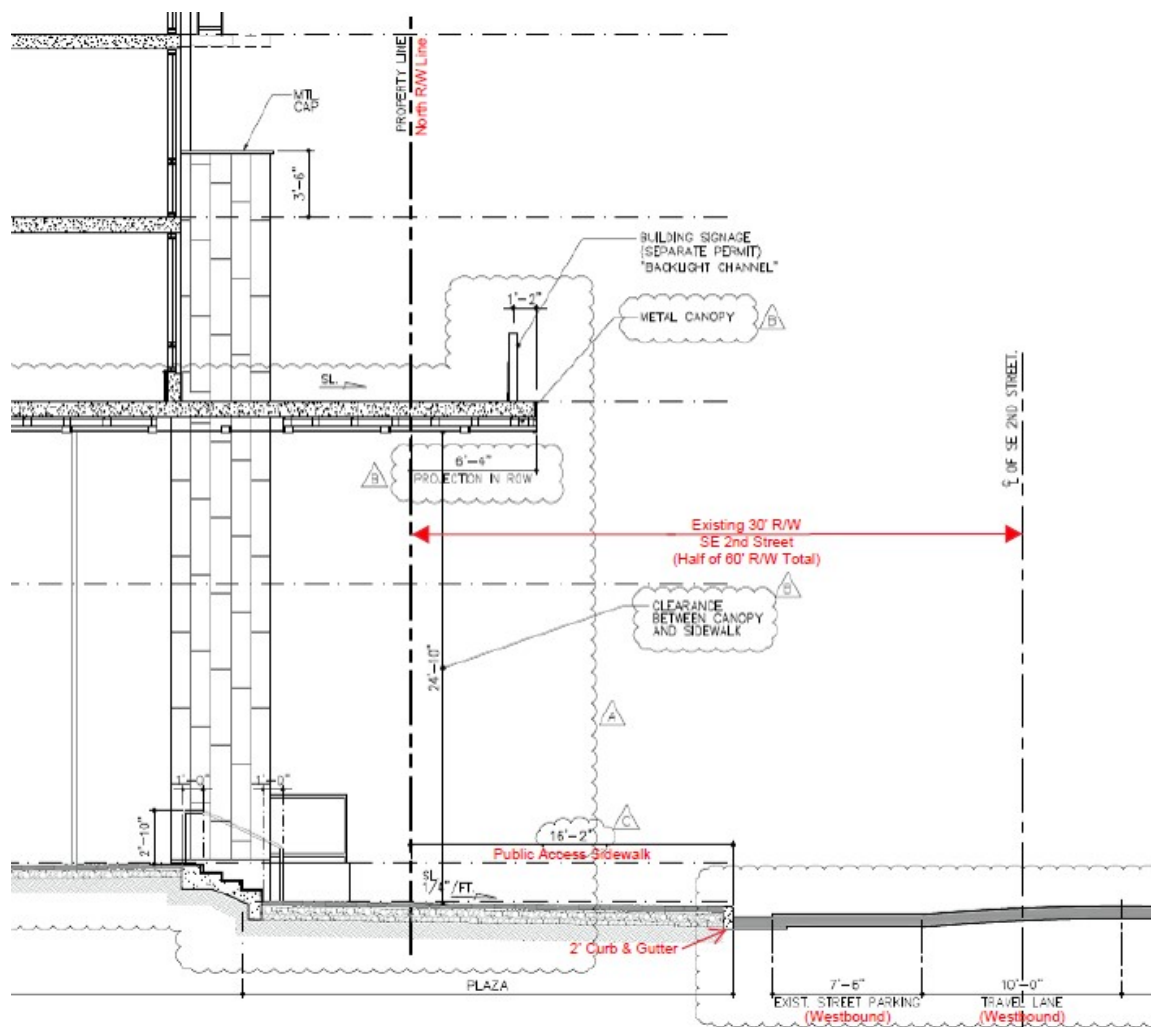 MTL
CAP
PROPERTY LINE
North R/W Line
3'-6"
BUILDING SIGNAGE
(SEPARATE PERMIT)
"BACKLIGHT CHANNEL"
1'-2"
METAL CANOPY
B
SL.
6'-4"
PROJECTION IN ROW
B
℄ OF SE 2ND STREET.
Existing 30' R/W
SE 2nd Street
(Half of 60' R/W Total)
B
CLEARANCE
BETWEEN CANOPY
AND SIDEWALK
24'-10"
A
1'-0"
1'-0"
2'-10"
C
16'-2"
Public Access Sidewalk
SL.
1/4"/FT.
2' Curb & Gutter
PLAZA
7'-6"
EXIST. STREET PARKING
(Westbound)
10'-0"
TRAVEL LANE
(Westbound)